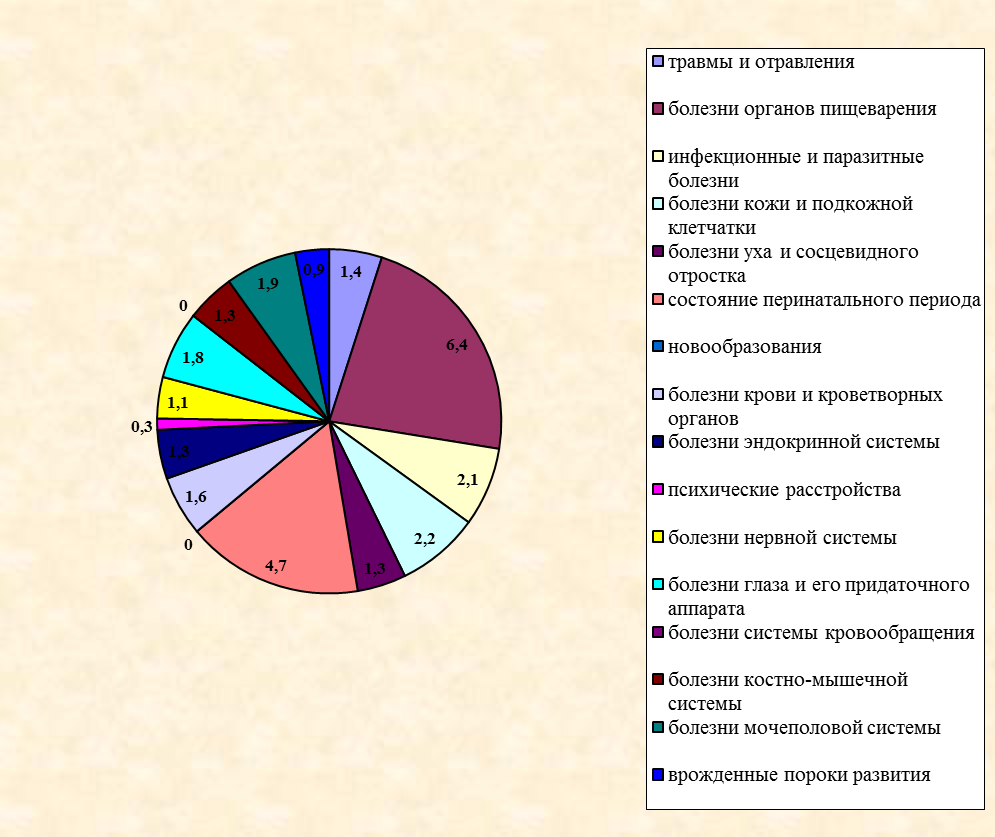 0,9
1,4
1,9
0
1,3
6,4
1,8
1,1
0,3
1,3
2,1
1,6
2,2
0
4,7
1,3
травмы и отравления
болезни органов пищеварения
инфекционные и паразитные
болезни
болезни кожи и подкожной
клетчатки
болезни уха и сосцевидного
отростка
состояние перинатального периода
новообразования
болезни крови и кроветворных
органов
болезни эндокринной системы
психические расстройства
болезни нервной системы
болезни глаза и его придаточного
аппарата
болезни системы кровообращения
болезни костно-мышечной
системы
болезни мочеполовой системы
врожденные пороки развития